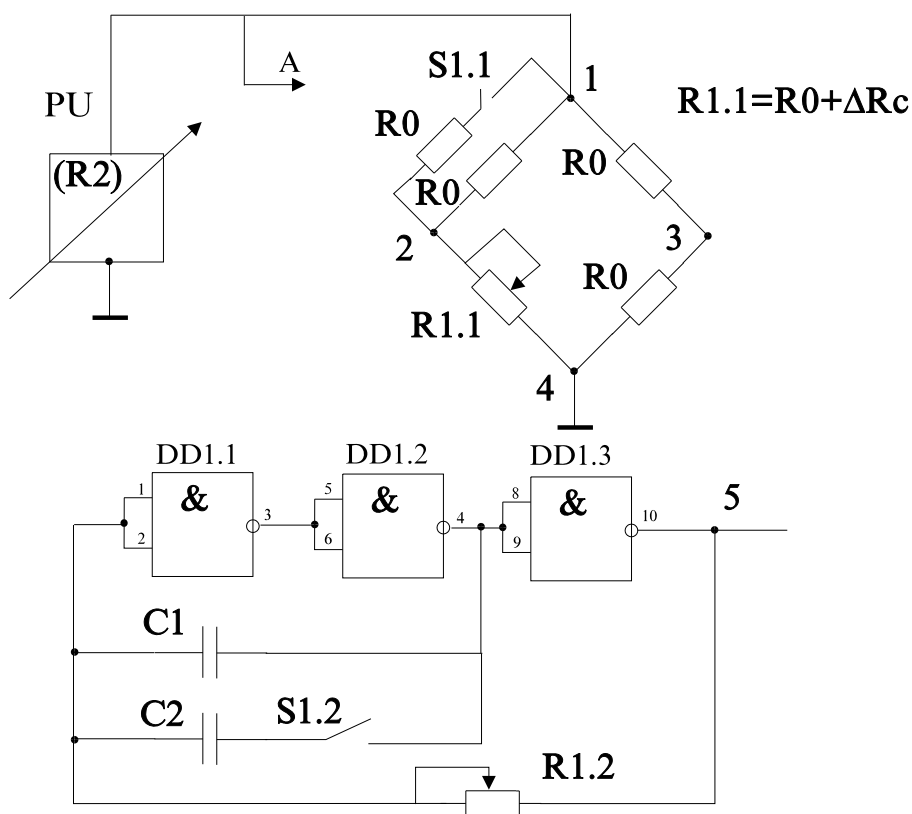 A
S1.1
1
R1.1=R0+ΔRc
PU
R0
(R2)
R0
R0
2
3
R0
R1.1
4
DD1.1
DD1.2
DD1.3
&
&
&
1
2
3
5
6
4
8
9
10
5
C1
C2
S1.2
R1.2